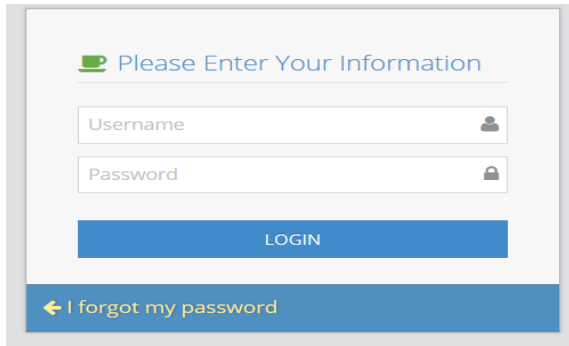 Please Enter Your Information
Username
Password
LOGIN
I forgot my password